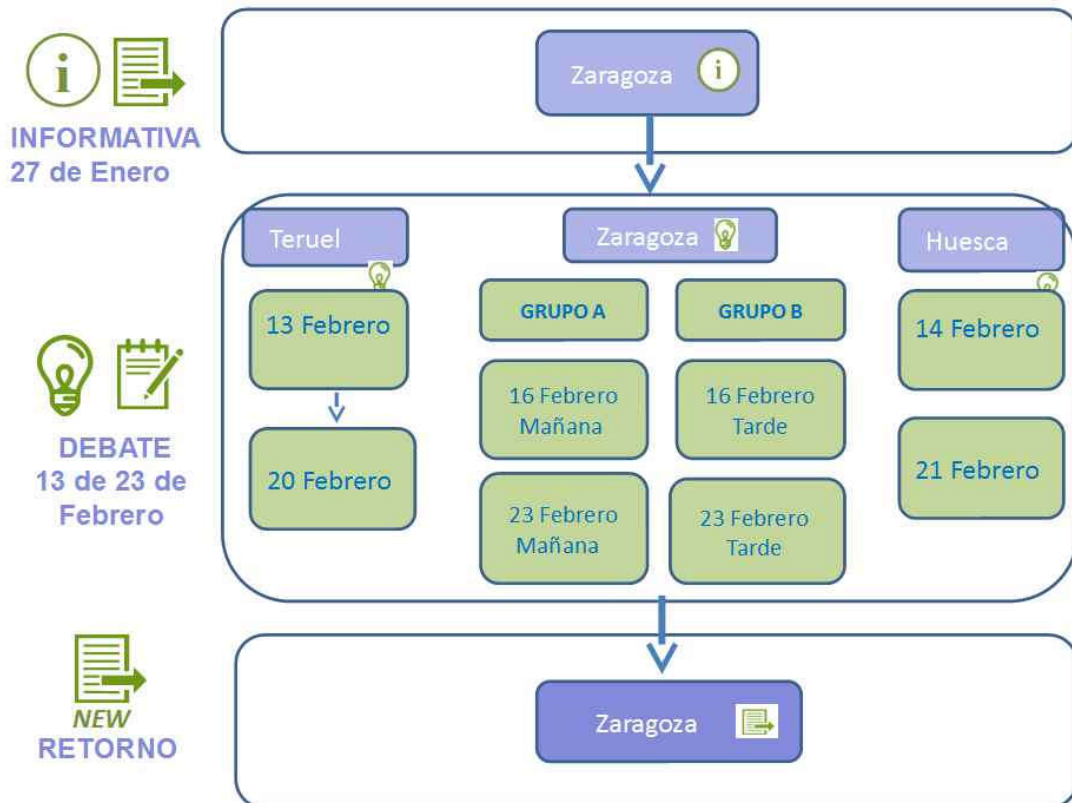 INFORMATIVA
27 de Enero
Zaragoza i
Teruel
Zaragoza
Huesca
DEBATE
13 de 23 de
Febrero
13 Febrero
20 Febrero
GRUPO A
GRUPO B
16 Febrero
Mañana
16 Febrero
Tarde
23 Febrero
Mañana
23 Febrero
Tarde
14 Febrero
21 Febrero
NEW
RETORNO
Zaragoza